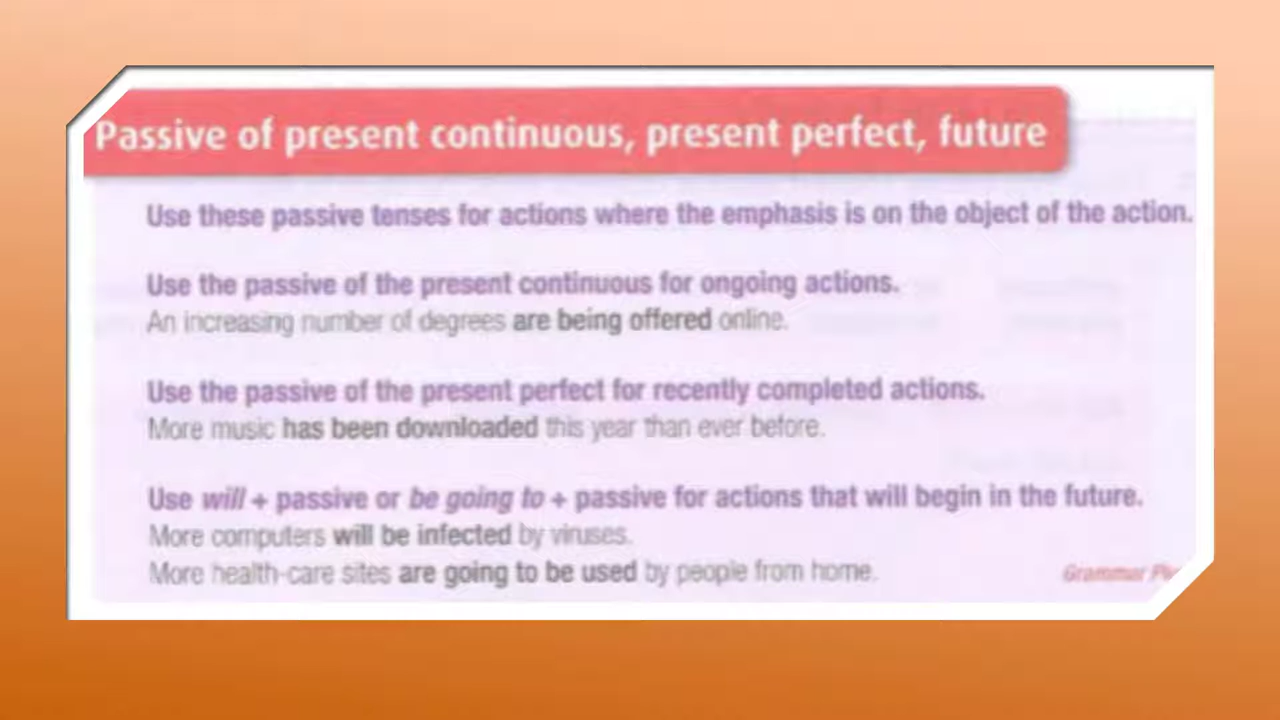 Passive of present continuous, present perfect, future
Use these passive tenses for actions where the emphasis is on the object of the action.
Use the passive of the present continuous for ongoing actions.
An increasing number of degrees are being offered online.
Use the passive of the present perfect for recently completed actions.
More music has been downloaded this year than ever before.
Use will + passive or be going to + passive for actions that will begin in the future.
More computers will be infected by viruses.
More health-care sites are going to be used by people from home.
Grammar